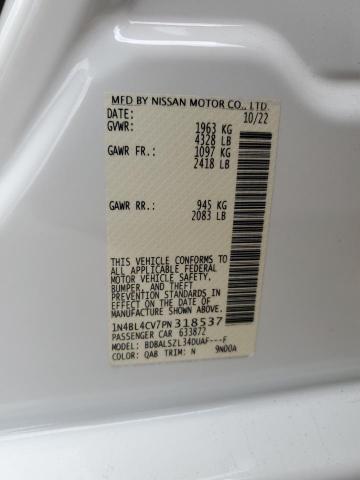 MFD BY NISSAN MOTOR CO., LTD.
DATE: 10/22
GVWR: 1963 KG
4328 LB
GAWR FR.: 1097 KG
2418 LB
GAWR RR.: 945 KG
2083 LB
THIS VEHICLE CONFORMS TO
ALL APPLICABLE FEDERAL
MOTOR VEHICLE SAFETY,
BUMPER, AND THEFT
PREVENTION STANDARDS
IN EFFECT ON THE DATE OF
MANUFACTURE SHOWN ABOVE.
1N4BL4CV7PN318537
PASSENGER CAR 633872
MODEL: BDBALSZL34DUAF---F
COLOR: QAB TRIM: N 9N00A